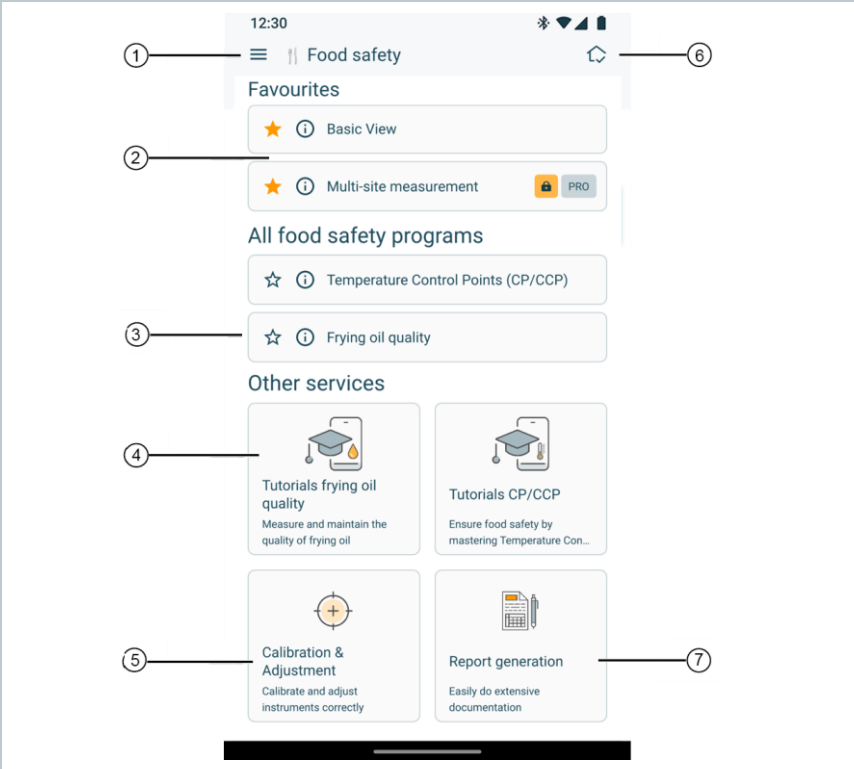 12:30
1
Food safety
6
Favourites
Basic View
2
Multi-site measurement
PRO
All food safety programs
Temperature Control Points (CP/CCP)
3
Frying oil quality
Other services
4
Tutorials frying oil
quality
Measure and maintain the
quality of frying oil
Tutorials CP/CCP
Ensure food safety by
mastering Temperature Con...
5
Calibration &
Adjustment
Calibrate and adjust
instruments correctly
Report generation
7
Easily do extensive
documentation